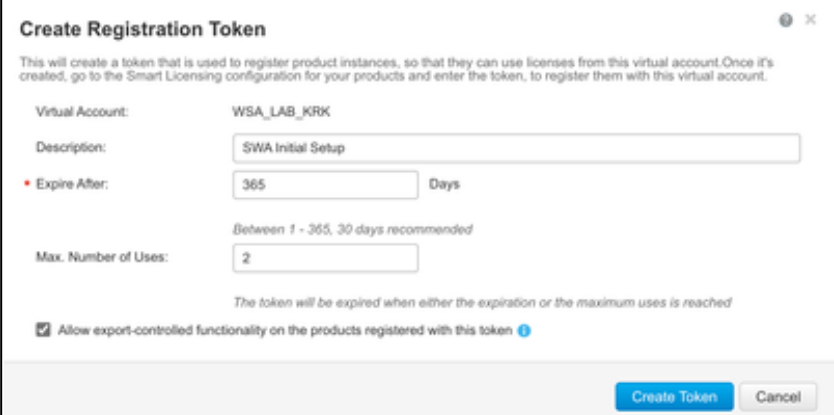 Create Registration Token
This will create a token that is used to register product instances, so that they can use licenses from this virtual account.Once it's
created, go to the Smart Licensing configuration for your products and enter the token, to register them with this virtual account.
Virtual Account: WSA_LAB_KRK
Description: SWA Initial Setup
* Expire After: 365 Days
Between 1 - 365, 30 days recommended
Max. Number of Uses: 2
The token will be expired when either the expiration or the maximum uses is reached
Allow export-controlled functionality on the products registered with this token
Create Token Cancel